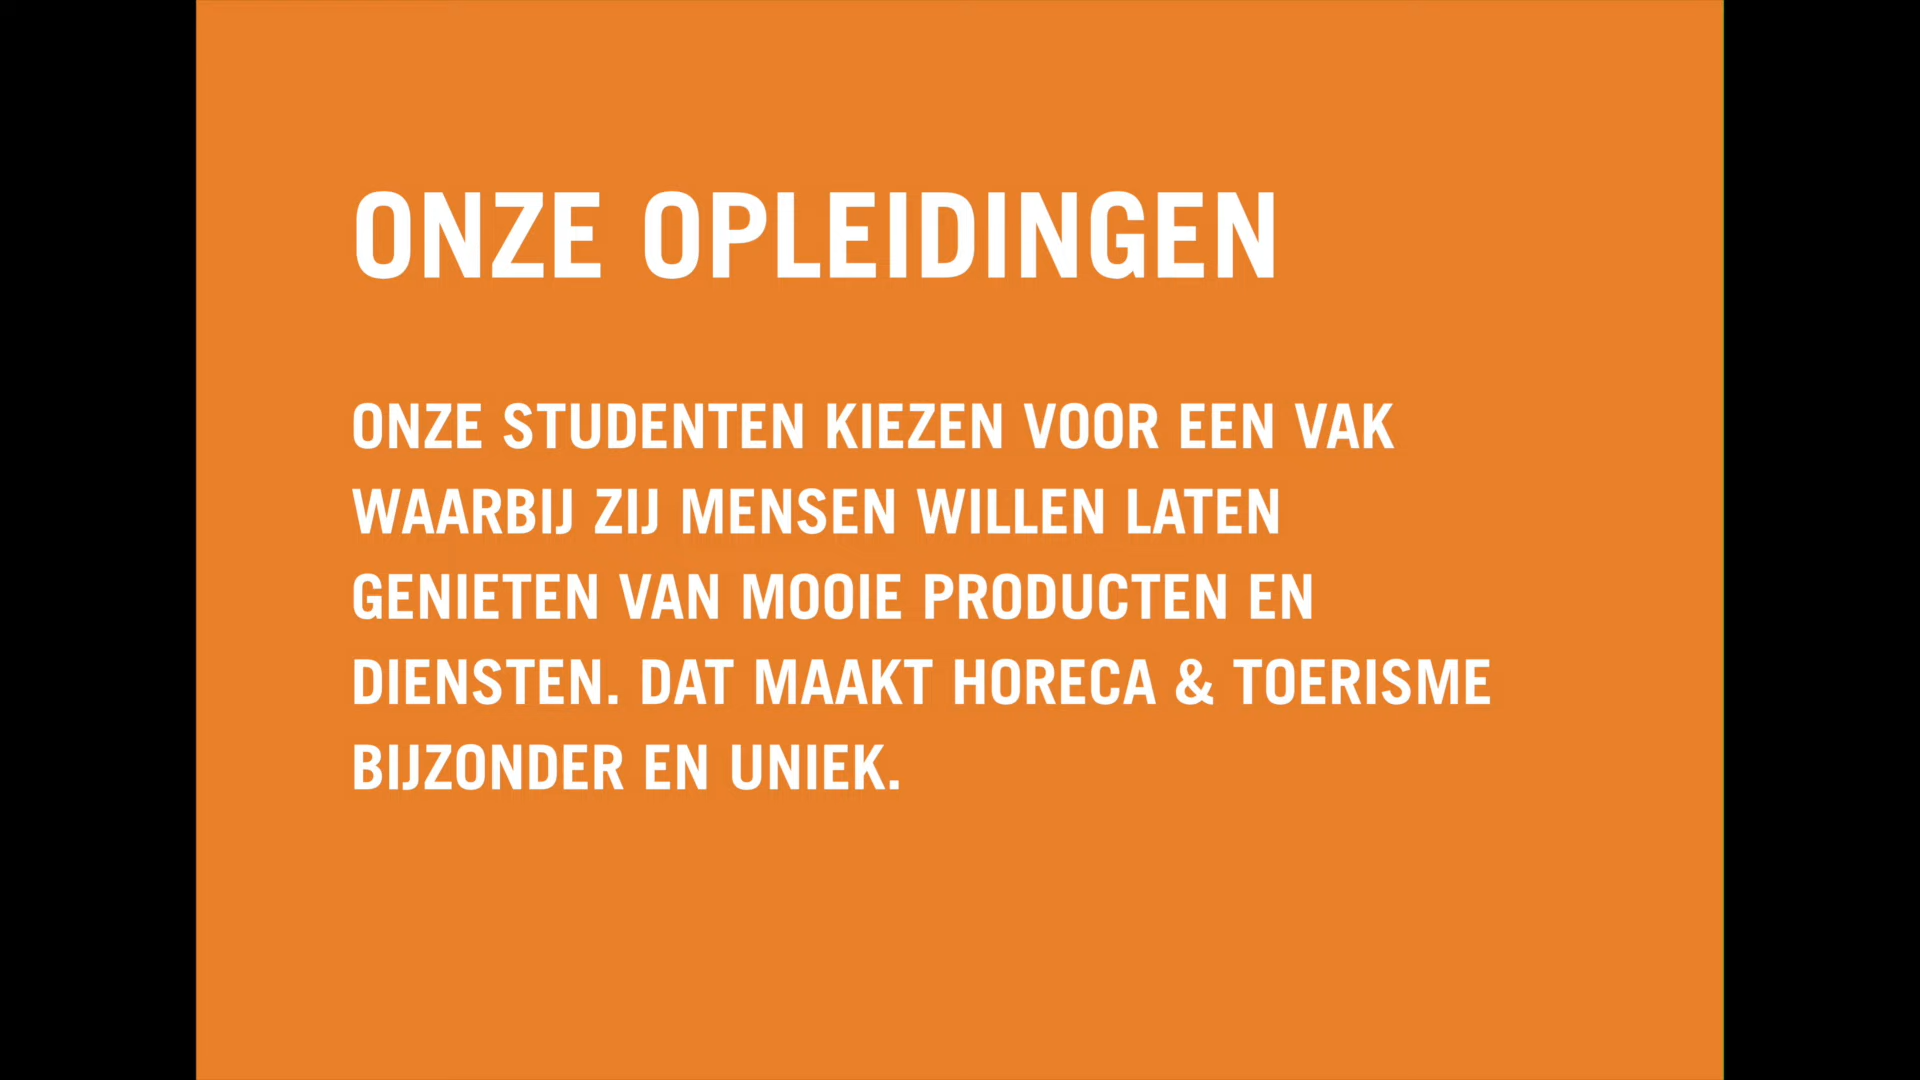 ONZE OPLEIDINGEN
ONZE STUDENTEN KIEZEN VOOR EEN VAK
WAARBIJ ZIJ MENSEN WILLEN LATEN
GENIETEN VAN MOOIE PRODUCTEN EN
DIENSTEN. DAT MAAKT HORECA & TOERISME
BIJZONDER EN UNIEK.